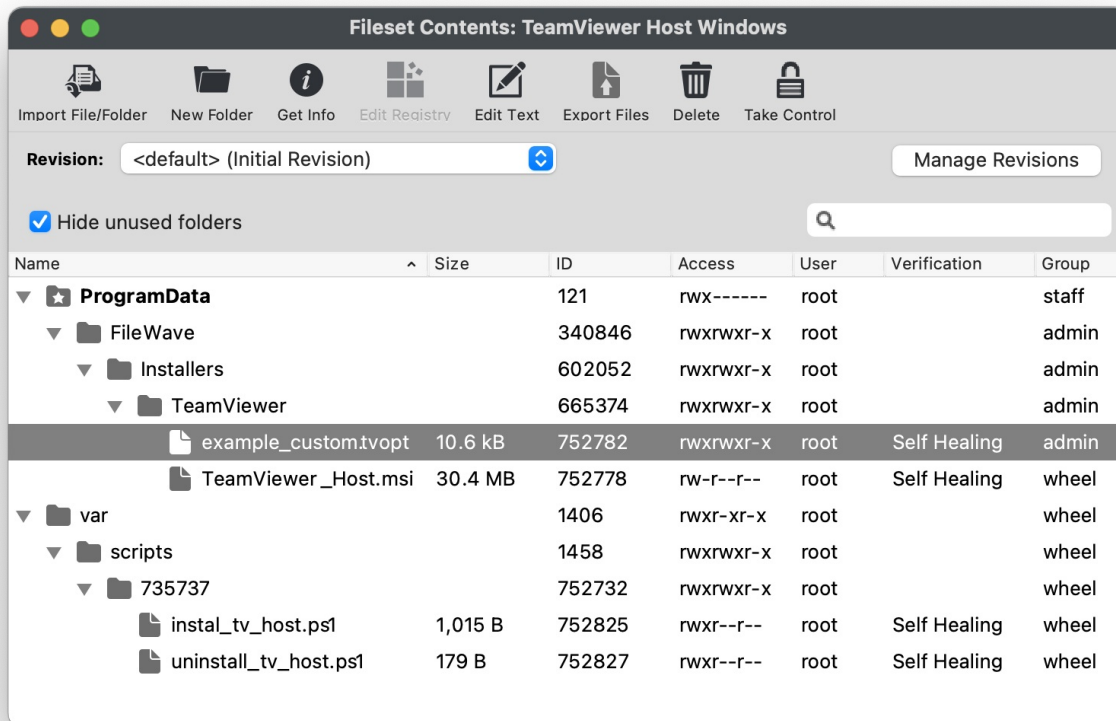 Fileset Contents: TeamViewer Host Windows
Import File/Folder New Folder Get Info Edit Registry Edit Text Export Files Delete Take Control
Revision: <default> (Initial Revision) Manage Revisions
Hide unused folders
Name Size ID Access User Verification Group
ProgramData 121 rwx------ root staff
FileWave 340846 rwxrwxr-x root admin
Installers 602052 rwxrwxr-x root admin
TeamViewer 665374 rwxrwxr-x root admin
example_custom.tvopt 10.6 kB 752782 rwxrwxr-x root Self Healing admin
TeamViewer_Host.msi 30.4 MB 752778 rw-r--r-- root Self Healing wheel
var 1406 rwxr-xr-x root wheel
scripts 1458 rwxrwxr-x root wheel
735737 752732 rwxrwxr-x root wheel
instal_tv_host.ps1 1,015 B 752825 rwxr--r-- root Self Healing wheel
uninstall_tv_host.ps1 179 B 752827 rwxr--r-- root Self Healing wheel